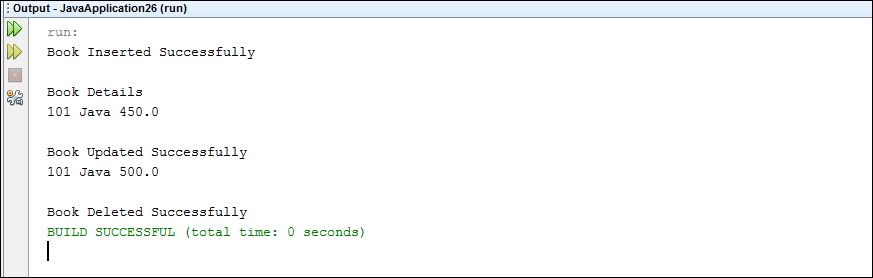 Output - JavaApplication26 (run)
run:
Book Inserted Successfully
Book Details
101 Java 450.0
Book Updated Successfully
101 Java 500.0
Book Deleted Successfully
BUILD SUCCESSFUL (total time: 0 seconds)